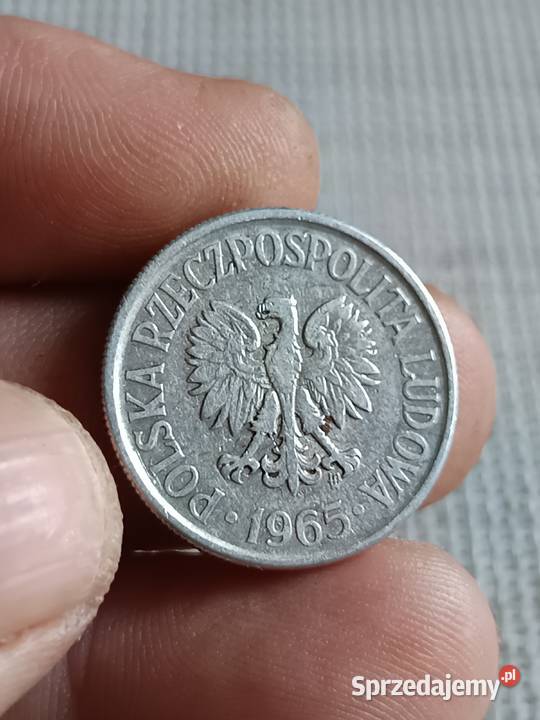 POLSKA RZECZPOSPOLITA LUDOWA
· 1965 ·
Sprzedajemy.pl